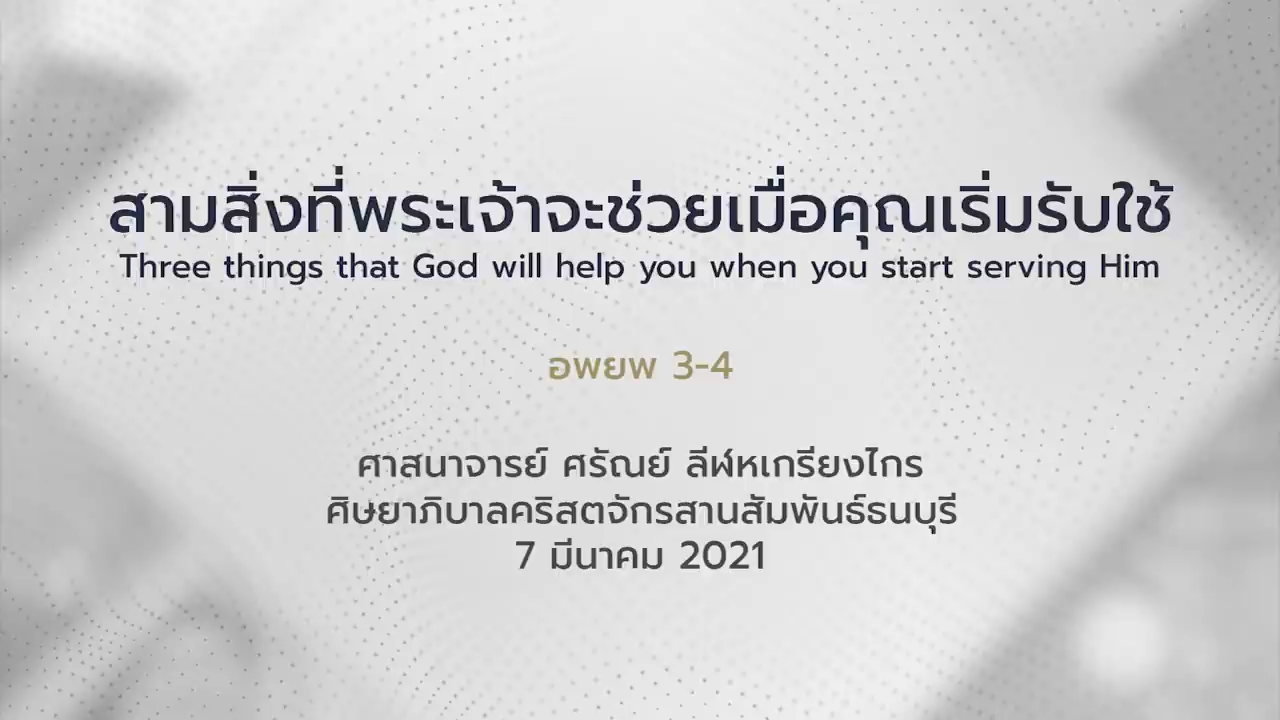 สามสิ่งที่พระเจ้าจะช่วยเมื่อคุณเริ่มรับใช้
Three things that God will help you when you start serving Him
อพยพ 3-4
ศาสนาจารย์ ศรัณย์ ลีฬหเกรียงไกร
ศิษยาภิบาลคริสตจักรสานสัมพันธ์ธนบุรี
7 มีนาคม 2021